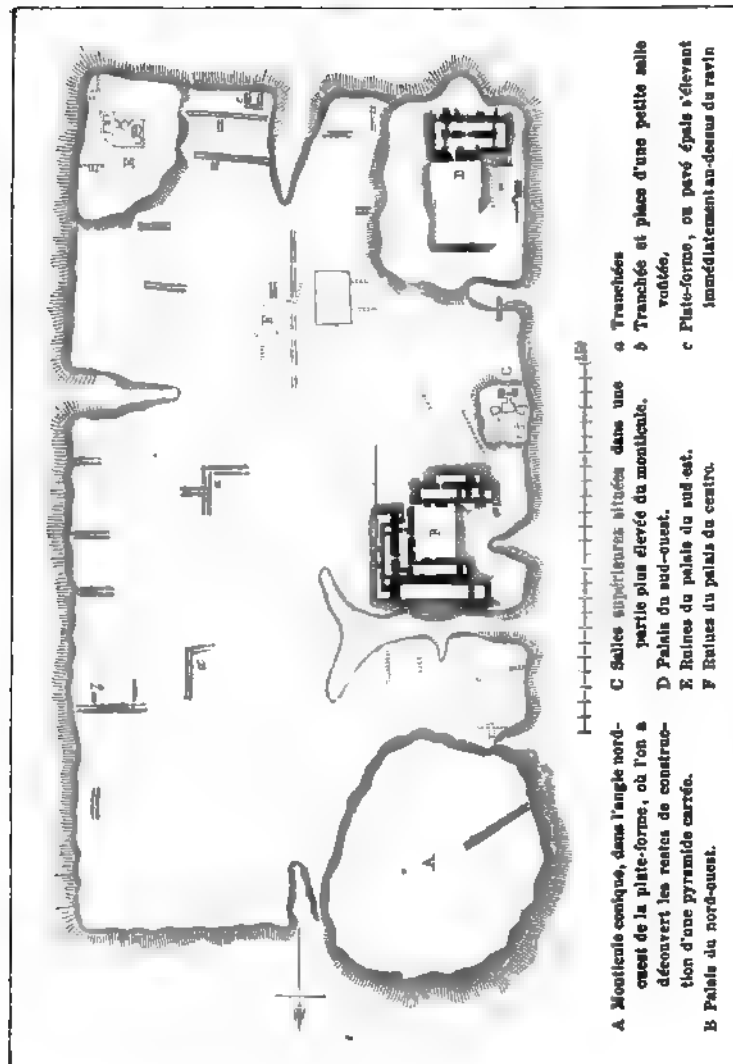 A Monticule conique, dans l'angle nord-
ouest de la plate-forme, où l'on a
découvert les restes de construc-
tion d'une pyramide carrée.
B Palais du nord-ouest.
C Salles supérieures situées dans une
partie plus élevée du monticule.
D Palais du sud-ouest.
E Ruines du palais du sud-est.
F Ruines du palais du centre.
a Tranchées
b Tranchée et place d'une petite salle
voûtée,
c Plate-forme, ou pavé épais s'élevant
immédiatement au-dessus du ravin
A
B
C
D
E
F
a
a